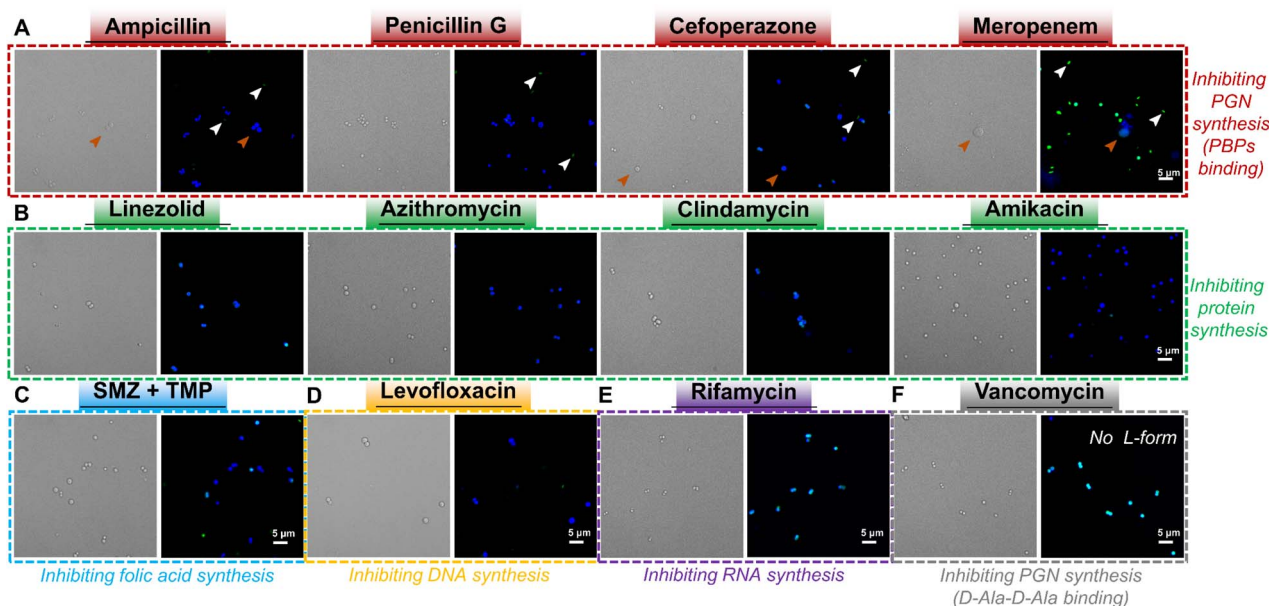 A
Ampicillin
Penicillin G
Cefoperazone
Meropenem
5 μm
Inhibiting
PGN
synthesis
(PBPs
binding)
B
Linezolid
Azithromycin
Clindamycin
Amikacin
5 μm
Inhibiting
protein
synthesis
C
SMZ + TMP
D
Levofloxacin
E
Rifamycin
F
Vancomycin
No L-form
5 μm
5 μm
5 μm
5 μm
Inhibiting folic acid synthesis
Inhibiting DNA synthesis
Inhibiting RNA synthesis
Inhibiting PGN synthesis
(D-Ala-D-Ala binding)